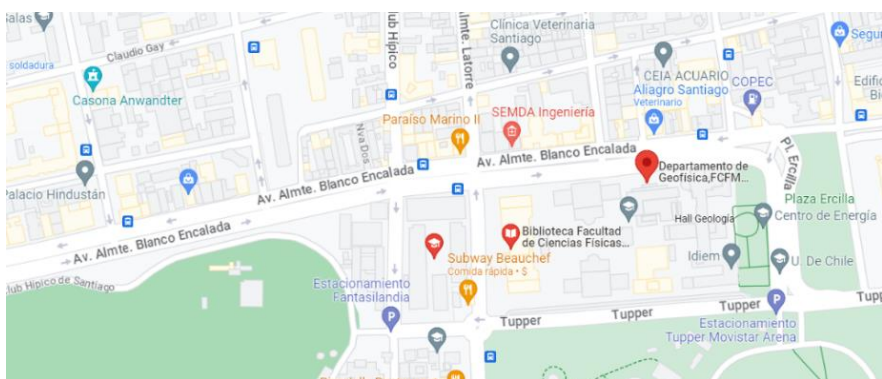 Salas
Claudio Gay
soldadura
Casona Anwandter
Palacio Hindustán
Club Hípico
Almte. Latorre
Clínica Veterinaria
Santiago
CEIA ACUARIO
Aliagro Santiago
Veterinario
COPEC
Segur
Edifi
Paraíso Marino II
SEMDA Ingeniería
Nva Dos
Av. Almte. Blanco Encalada
Av. Almte. Blanco Encalada
Av. Almte. Blanco Encalada
Departamento de
Geofísica,FCFM...
Pl. Ercilla
Plaza Ercilla
Hall Geología
Centro de Energía
Biblioteca Facultad
de Ciencias Físicas...
Idiem
U. De Chile
Subway Beauchef
Comida rápida • $
Club Hípico de Santiago
Estacionamiento
Fantasilandia
P
Tupper
Tupper
Tupper
P
Estacionamiento
Tupper Movistar Arena